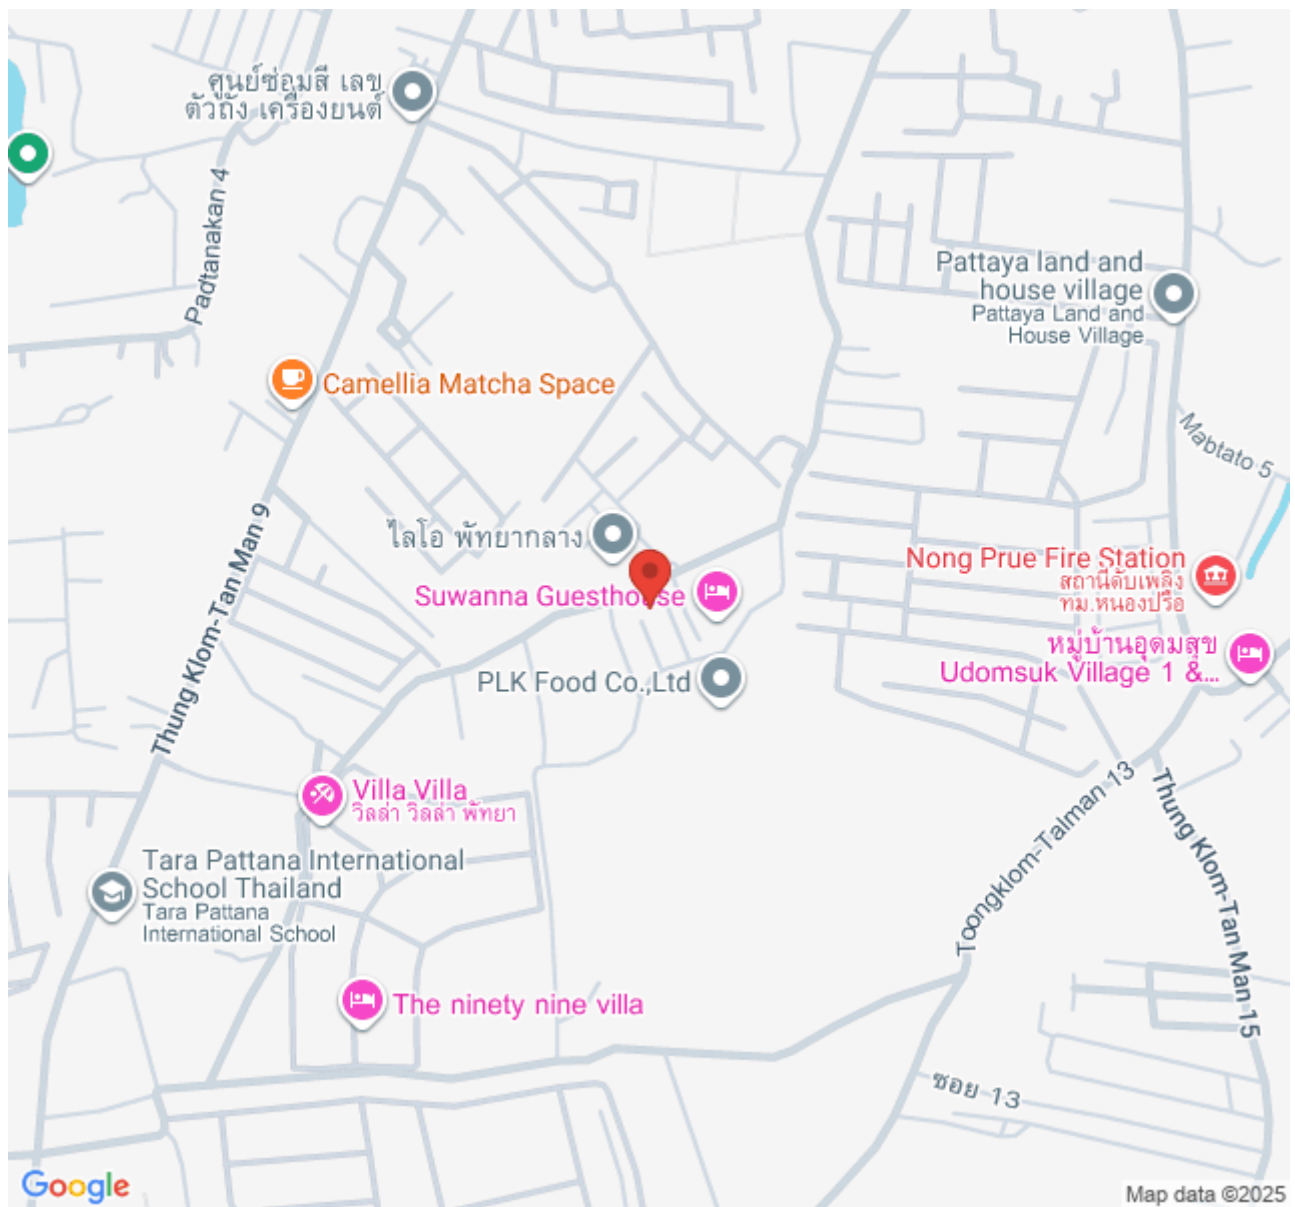 ศูนย์ซ่อมสี เลข
ตัวถัง เครื่องยนต์
Padtanakan 4
Pattaya land and
house village
Pattaya Land and
House Village
Camellia Matcha Space
Mabtato 5
Thung Klom-Tan Man 9
ไลโอ พัทยากลาง
Nong Prue Fire Station
สถานีดับเพลิง
ทม.หนองปรือ
Suwanna Guesthouse
หมู่บ้านอุดมสุข
Udomsuk Village 1 &...
PLK Food Co.,Ltd
Villa Villa
วิลล่า วิลล่า พัทยา
Toongklom-Talman 13
Thung Klom-Tan Man 15
Tara Pattana International
School Thailand
Tara Pattana
International School
The ninety nine villa
ซอย 13
Google
Map data ©2025